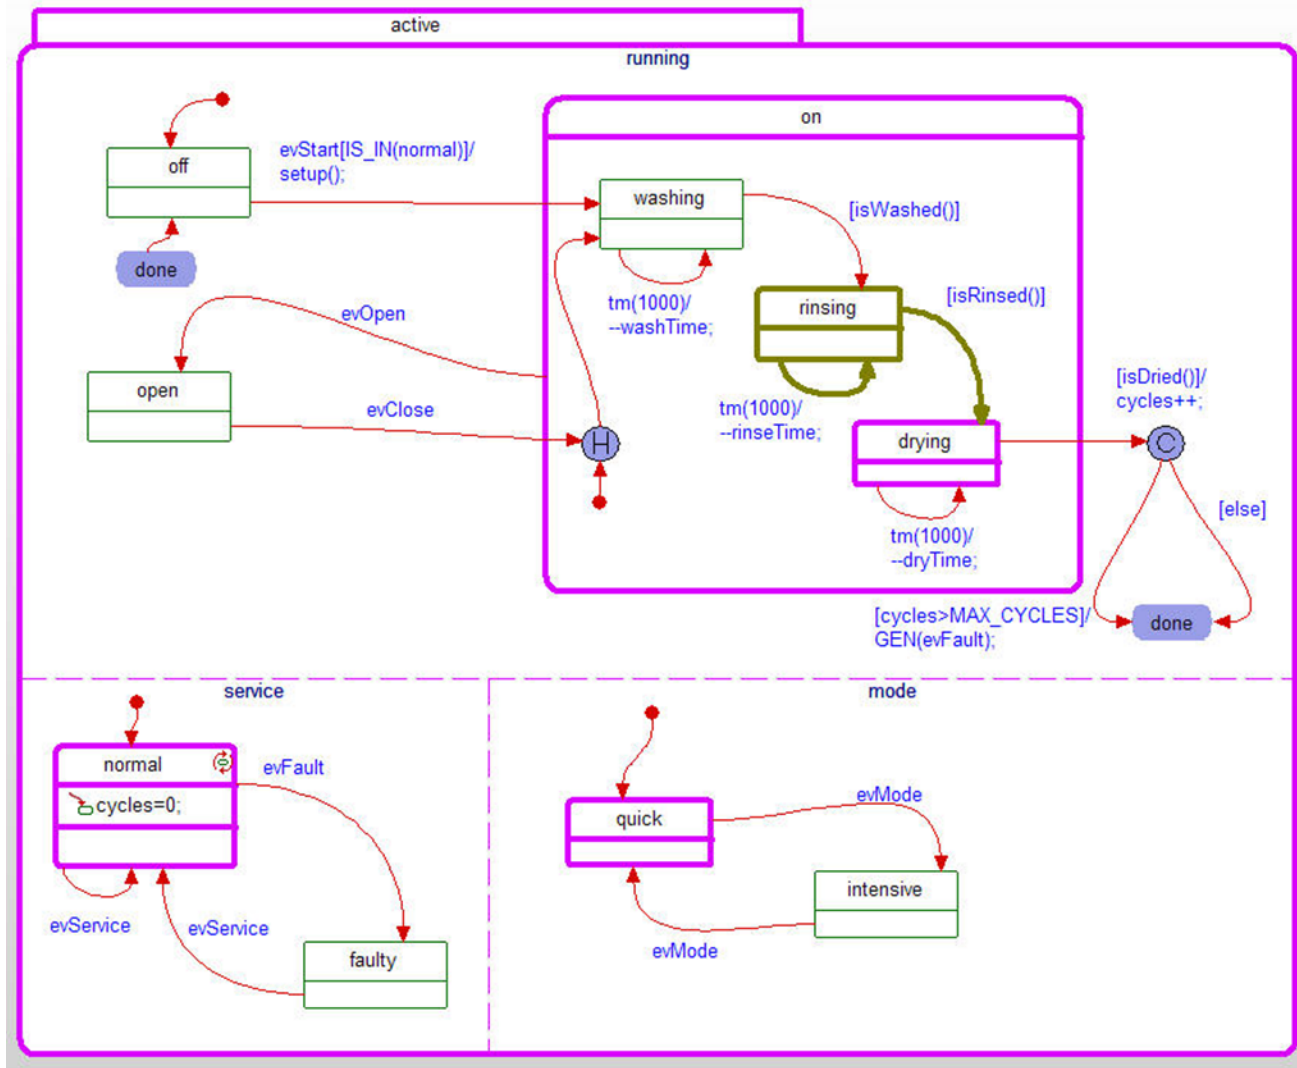 active
running
on
off
evStart[IS_IN(normal)]/
setup();
washing
[isWashed()]
done
tm(1000)/
--washTime;
rinsing
[isRinsed()]
evOpen
open
evClose
H
tm(1000)/
--rinseTime;
[isDried()]/
cycles++;
drying
C
tm(1000)/
--dryTime;
[else]
[cycles>MAX_CYCLES]/
GEN(evFault);
done
service
normal
cycles=0;
evFault
evService
evService
faulty
mode
quick
evMode
intensive
evMode